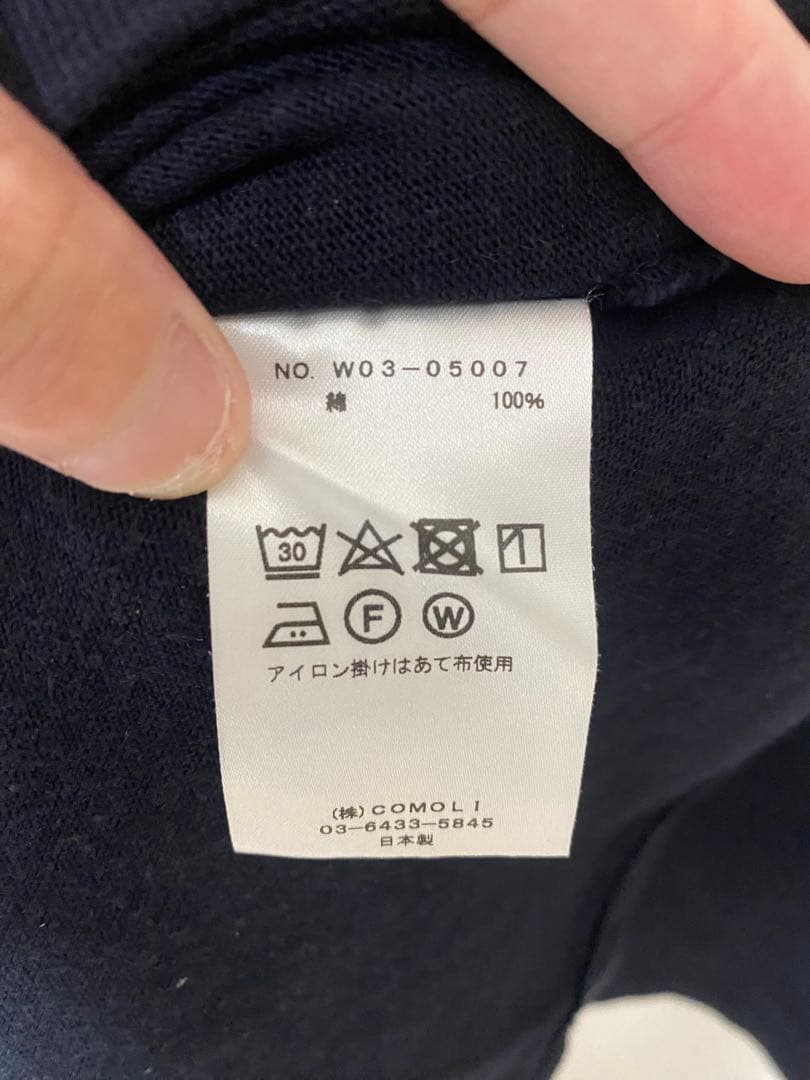 NO. W03-05007
綿 100%
30
F W
アイロン掛けはあて布使用
(株) COMOLI
03-6433-5845
日本製